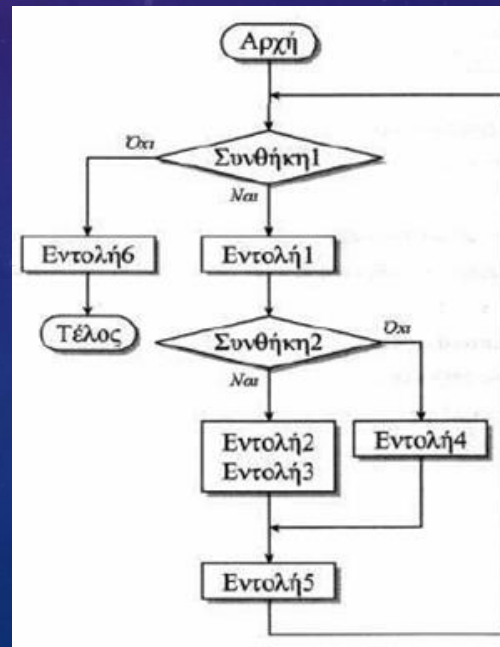 Αρχή
Συνθήκη1
Όχι
Ναι
Εντολή6
Εντολή1
Τέλος
Συνθήκη2
Όχι
Ναι
Εντολή2
Εντολή3
Εντολή4
Εντολή5